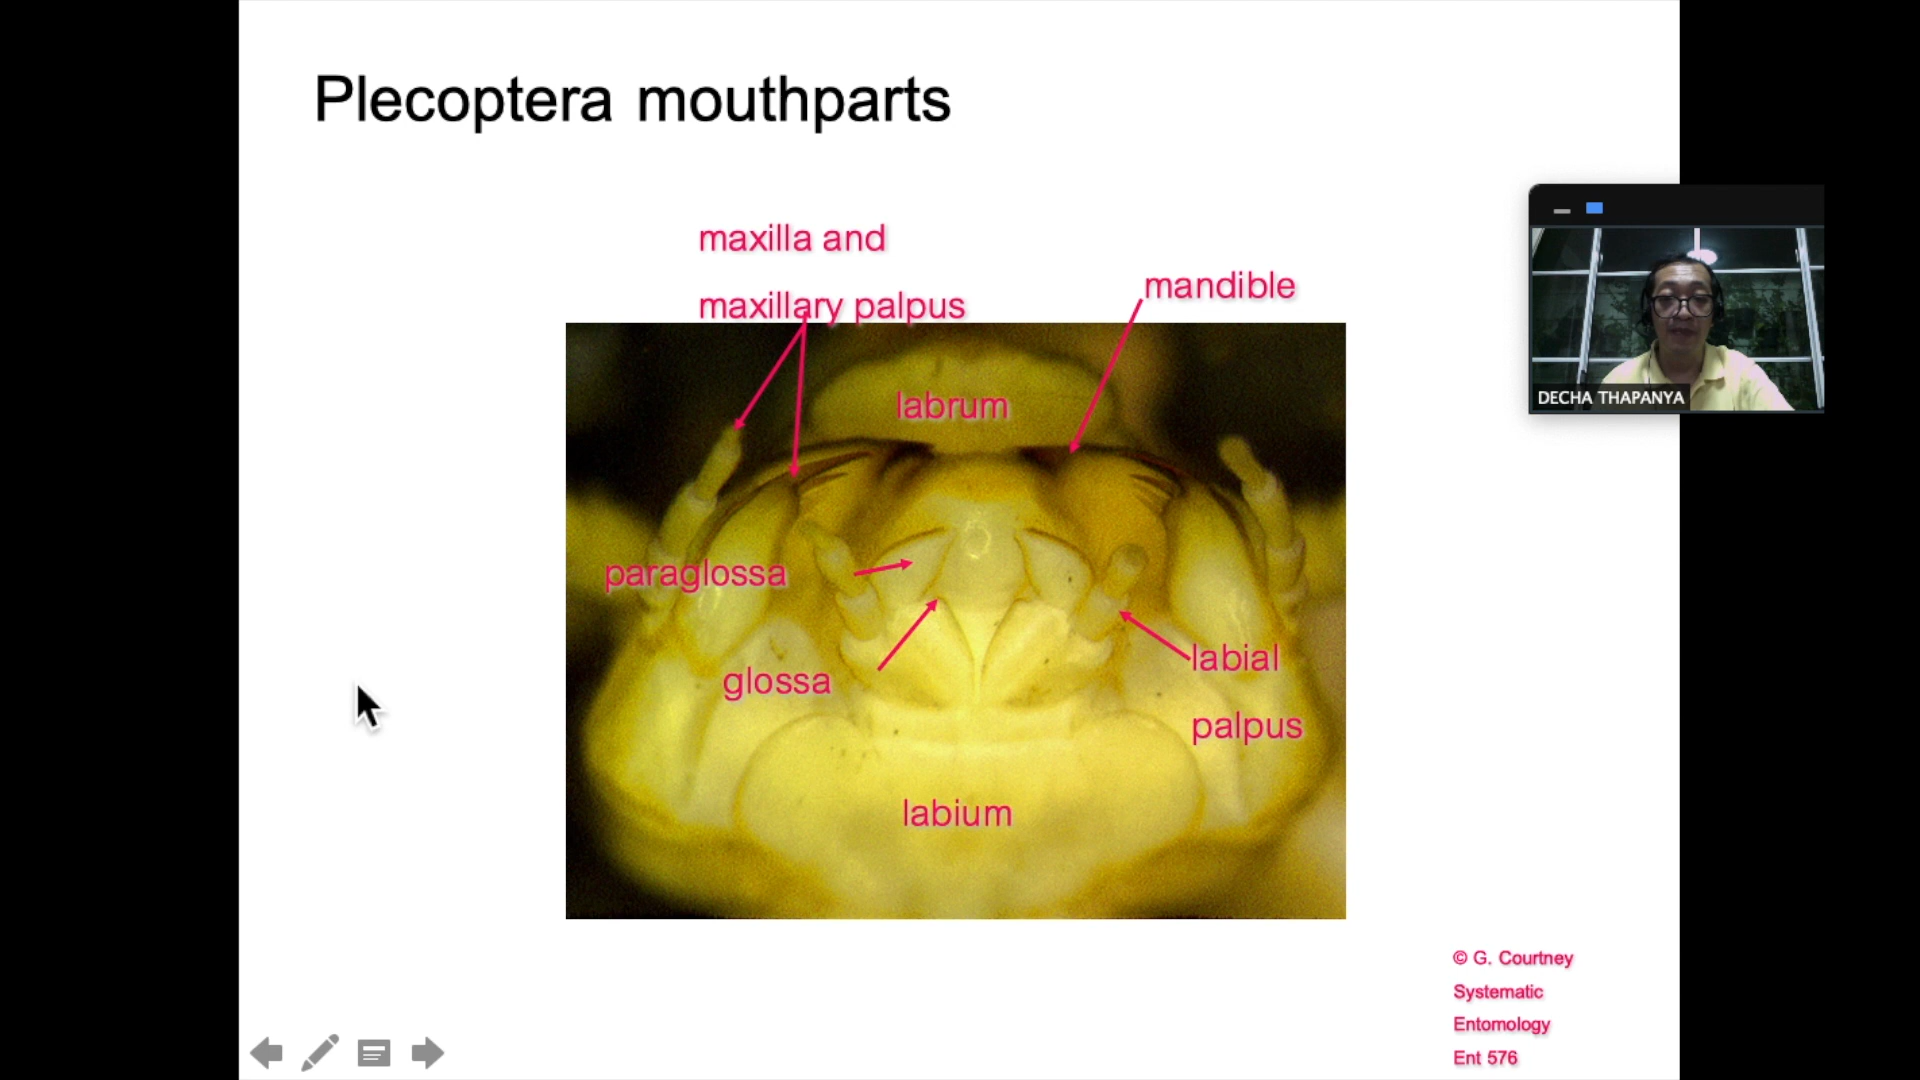 Plecoptera mouthparts
maxilla and
maxillary palpus
mandible
labrum
DECHA THAPANYA
paraglossa
glossa
labial
palpus
labium
© G. Courtney
Systematic
Entomology
Ent 576